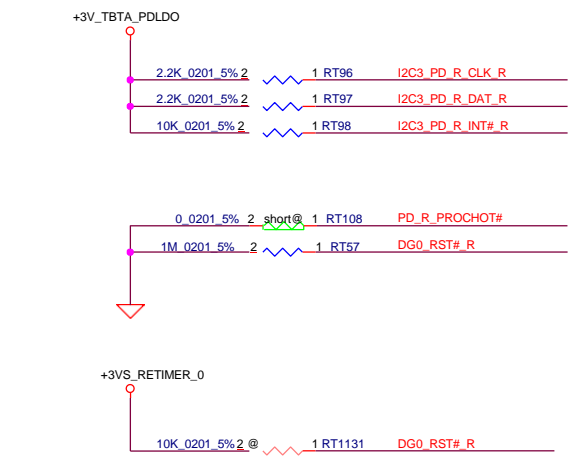 +3V_TBTA_PDLDO
2.2K_0201_5% 2 1 RT96 I2C3_PD_R_CLK_R
2.2K_0201_5% 2 1 RT97 I2C3_PD_R_DAT_R
10K_0201_5% 2 1 RT98 I2C3_PD_R_INT#_R
0_0201_5% 2 short@ 1 RT108 PD_R_PROCHOT#
1M_0201_5% 2 1 RT57 DG0_RST#_R
+3VS_RETIMER_0
10K_0201_5% 2 @ 1 RT1131 DG0_RST#_R